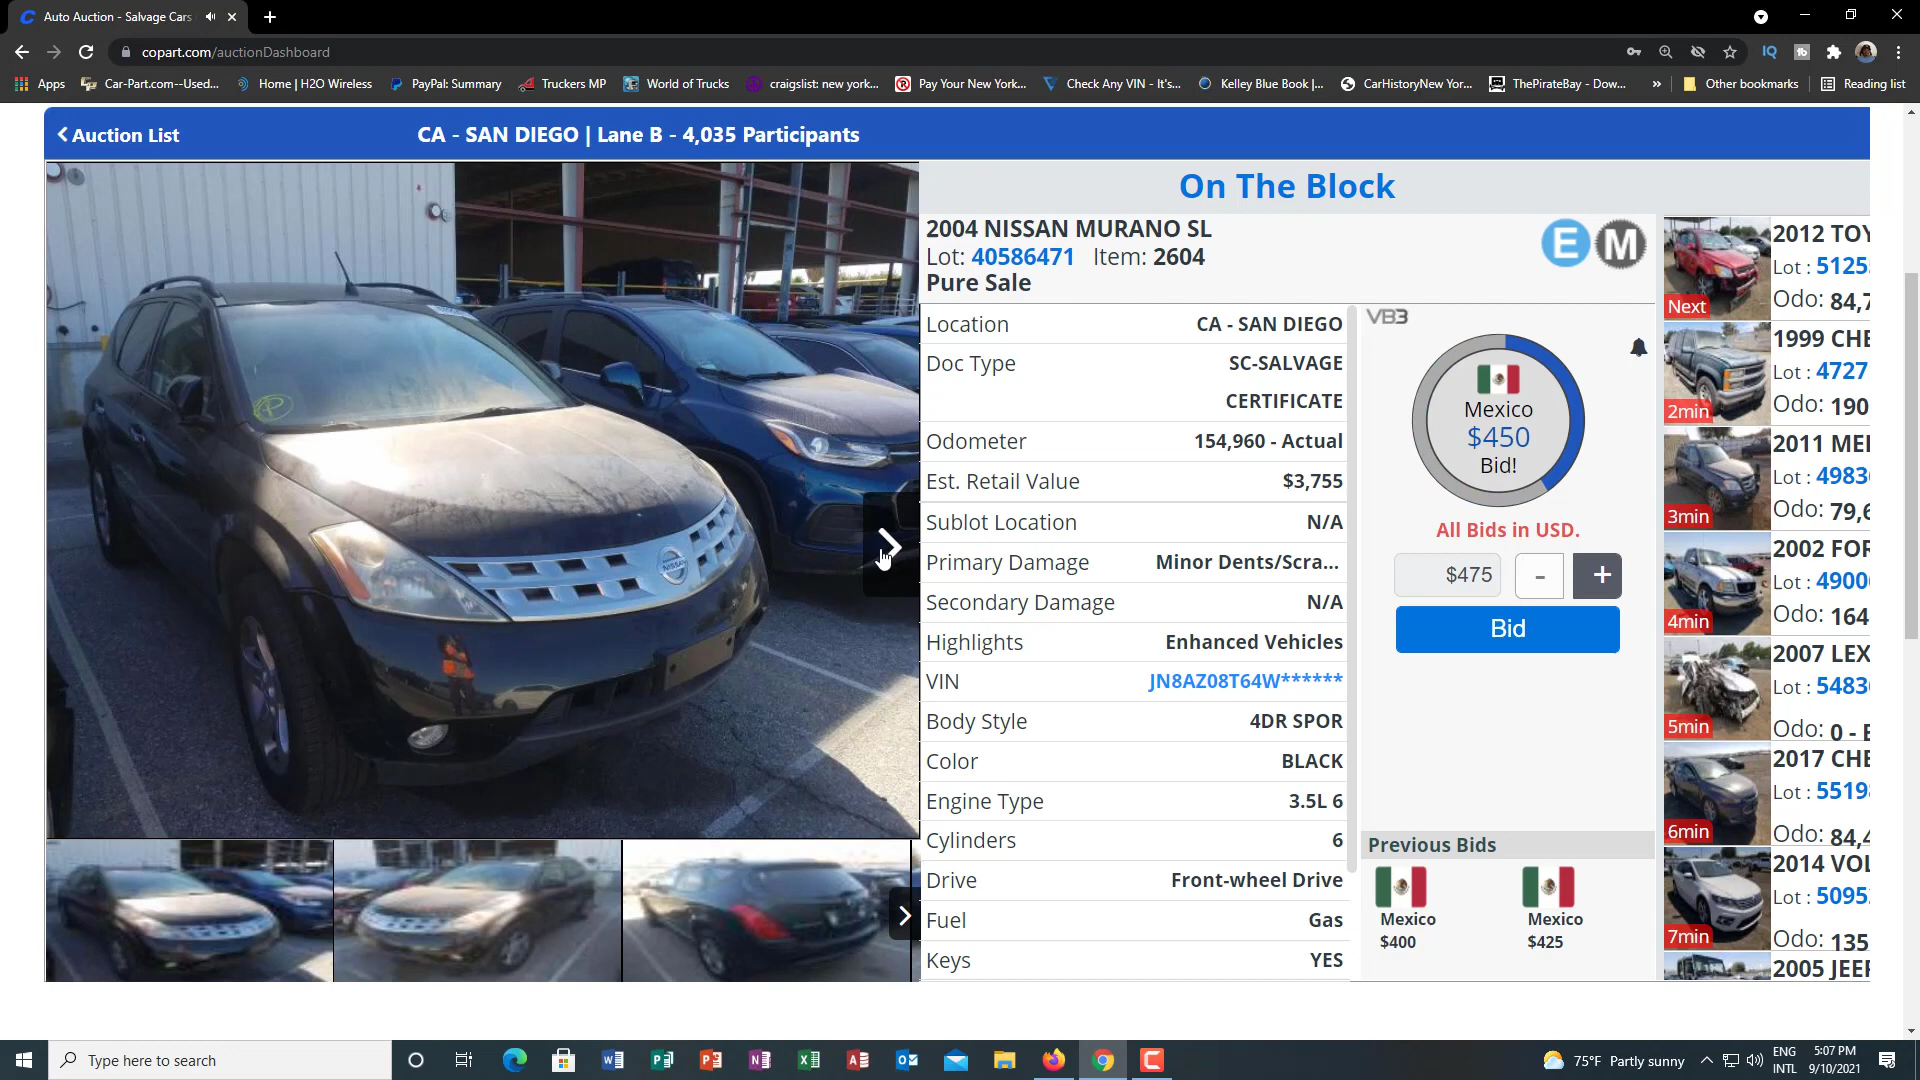 Auto Auction - Salvage Cars
copart.com/auctionDashboard
Apps
Car-Part.com--Used...
Home | H2O Wireless
PayPal: Summary
Truckers MP
World of Trucks
craigslist: new york...
Pay Your New York...
Check Any VIN - It's...
Kelley Blue Book |...
CarHistoryNew Yor...
ThePirateBay - Dow...
»
Other bookmarks
Reading list
Auction List
CA - SAN DIEGO | Lane B - 4,035 Participants
On The Block
2004 NISSAN MURANO SL
Lot: 40586471 Item: 2604
Pure Sale
E M
Location CA - SAN DIEGO
Doc Type SC-SALVAGE
CERTIFICATE
Odometer 154,960 - Actual
Est. Retail Value $3,755
Sublot Location N/A
Primary Damage Minor Dents/Scra...
Secondary Damage N/A
Highlights Enhanced Vehicles
VIN JN8AZ08T64W******
Body Style 4DR SPOR
Color BLACK
Engine Type 3.5L 6
Cylinders 6
Drive Front-wheel Drive
Fuel Gas
Keys YES
VB3
Mexico
$450
Bid!
All Bids in USD.
$475 - +
Bid
Previous Bids
Mexico
$400
Mexico
$425
2012 TOY
Lot : 5125
Odo: 84,7
Next
1999 CHE
Lot : 4727
Odo: 190
2min
2011 MER
Lot : 4983
Odo: 79,6
3min
2002 FOR
Lot : 4900
Odo: 164
4min
2007 LEX
Lot : 5483
Odo: 0 - E
5min
2017 CHE
Lot : 5519
Odo: 84,4
6min
2014 VOL
Lot : 5095
Odo: 135
7min
2005 JEEP
NISSAN
P
Type here to search
75°F Partly sunny
ENG
INTL
5:07 PM
9/10/2021